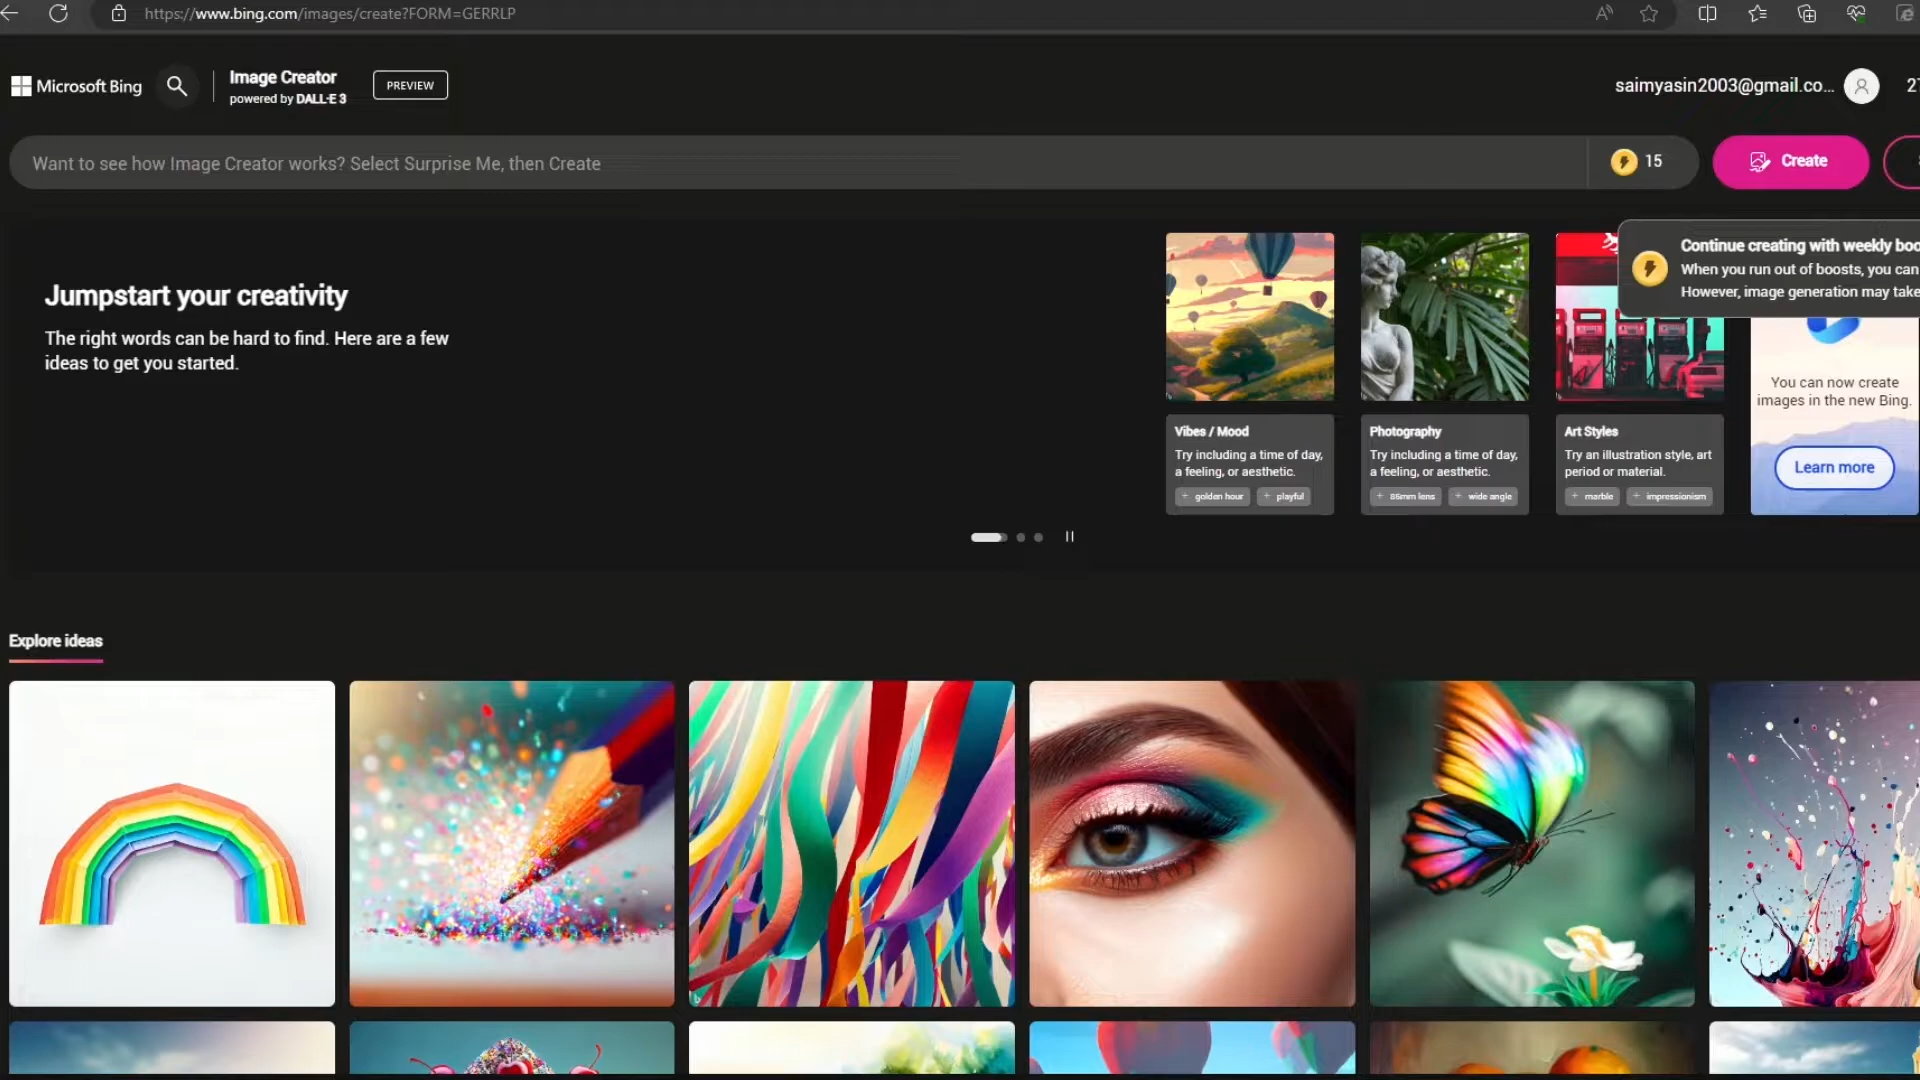 https://www.bing.com/images/create?FORM=GERRLP
Microsoft Bing
Image Creator
powered by DALL·E 3
PREVIEW
saimyasin2003@gmail.co...
Want to see how Image Creator works? Select Surprise Me, then Create
15
Create
Continue creating with weekly boo
When you run out of boosts, you can
However, image generation may take
Jumpstart your creativity
The right words can be hard to find. Here are a few
ideas to get you started.
Vibes / Mood
Try including a time of day,
a feeling, or aesthetic.
+ golden hour
+ playful
Photography
Try including a time of day,
a feeling, or aesthetic.
+ 86mm lens
+ wide angle
Art Styles
Try an illustration style, art
period or material.
+ marble
+ impressionism
You can now create
images in the new Bing.
Learn more
Explore ideas